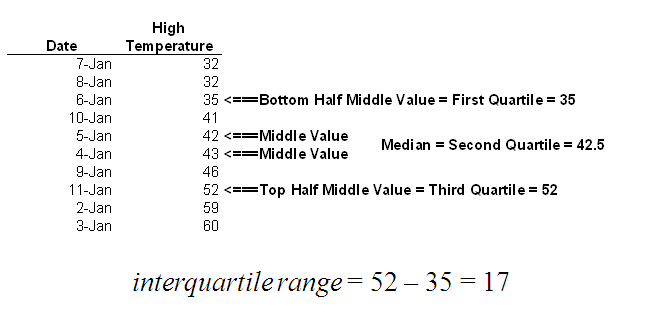 High
Date Temperature
7-Jan 32
8-Jan 32
6-Jan 35 <===Bottom Half Middle Value = First Quartile = 35
10-Jan 41
5-Jan 42 <===Middle Value
Median = Second Quartile = 42.5
4-Jan 43 <===Middle Value
9-Jan 46
11-Jan 52 <===Top Half Middle Value = Third Quartile = 52
2-Jan 59
3-Jan 60
interquartile range = 52 – 35 = 17